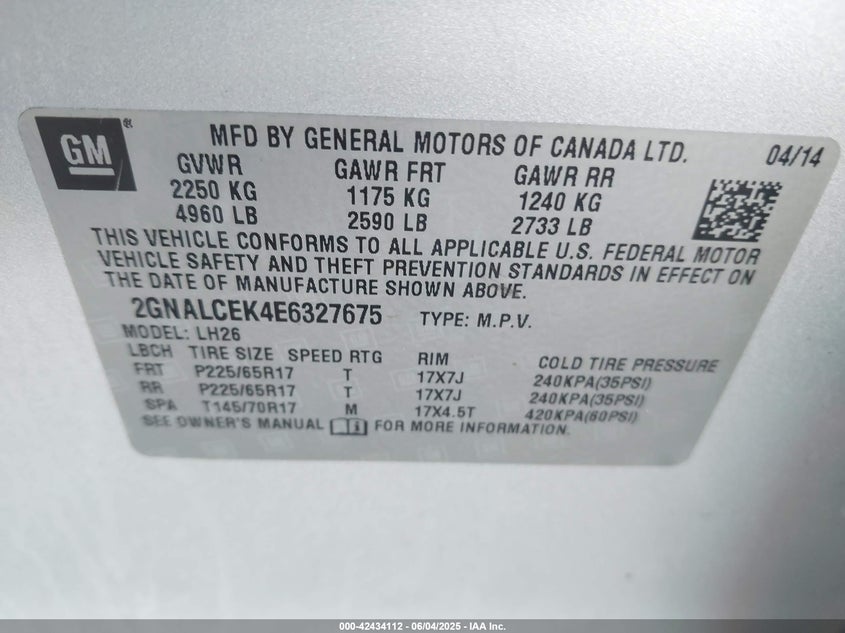 GM
MFD BY GENERAL MOTORS OF CANADA LTD. 04/14
GVWR GAWR FRT GAWR RR
2250 KG 1175 KG 1240 KG
4960 LB 2590 LB 2733 LB
THIS VEHICLE CONFORMS TO ALL APPLICABLE U.S. FEDERAL MOTOR
VEHICLE SAFETY AND THEFT PREVENTION STANDARDS IN EFFECT ON
THE DATE OF MANUFACTURE SHOWN ABOVE.
2GNALCEK4E6327675 TYPE: M.P.V.
MODEL: LH26
LBCH TIRE SIZE SPEED RTG RIM COLD TIRE PRESSURE
FRT P225/65R17 T 17X7J 240KPA(35PSI)
RR P225/65R17 T 17X7J 240KPA(35PSI)
SPA T145/70R17 M 17X4.5T 420KPA(60PSI)
SEE OWNER'S MANUAL FOR MORE INFORMATION.
000-42434112 - 06/04/2025 - IAA Inc.